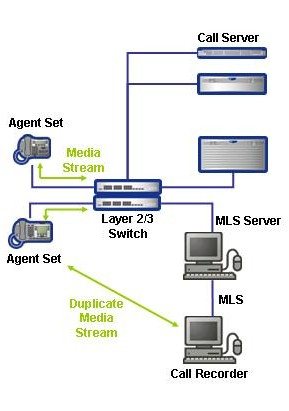 Call Server
Agent Set
Media
Stream
Layer 2/3
Switch
MLS Server
Agent Set
MLS
Duplicate
Media
Stream
Call Recorder